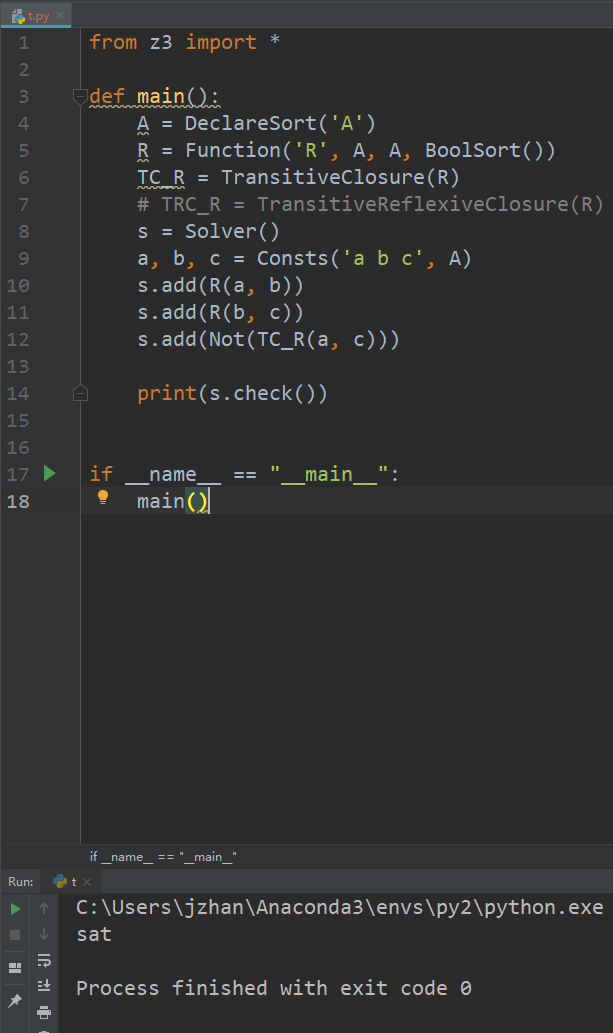 t.py
1 from z3 import *
2
3 def main():
4 A = DeclareSort('A')
5 R = Function('R', A, A, BoolSort())
6 TC_R = TransitiveClosure(R)
7 # TRC_R = TransitiveReflexiveClosure(R)
8 s = Solver()
9 a, b, c = Consts('a b c', A)
10 s.add(R(a, b))
11 s.add(R(b, c))
12 s.add(Not(TC_R(a, c)))
13
14 print(s.check())
15
16
17 if __name__ == "__main__":
18 main()
if __name__ == "__main__"
Run: t
C:\Users\jzhan\Anaconda3\envs\py2\python.exe
sat
Process finished with exit code 0